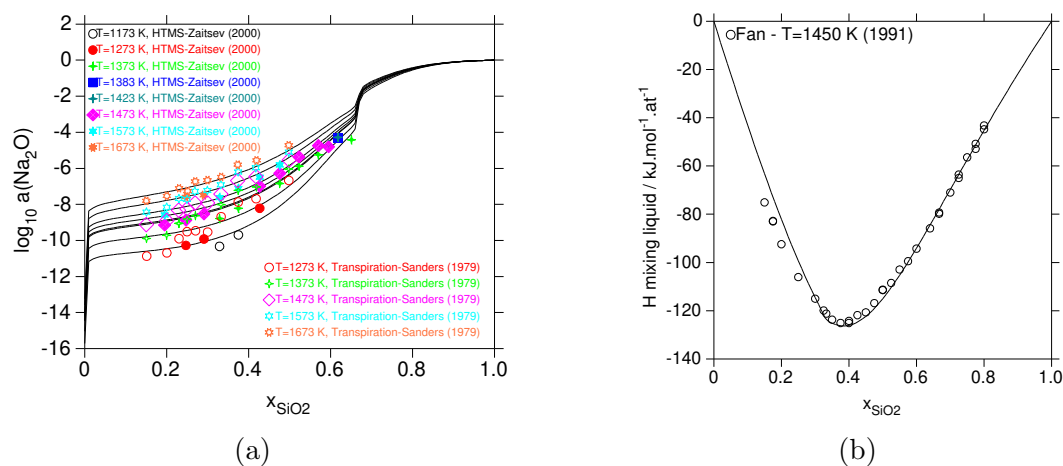 T=1173 K, HTMS-Zaitsev (2000)
T=1273 K, HTMS-Zaitsev (2000)
T=1373 K, HTMS-Zaitsev (2000)
T=1383 K, HTMS-Zaitsev (2000)
T=1423 K, HTMS-Zaitsev (2000)
T=1473 K, HTMS-Zaitsev (2000)
T=1573 K, HTMS-Zaitsev (2000)
T=1673 K, HTMS-Zaitsev (2000)
T=1273 K, Transpiration-Sanders (1979)
T=1373 K, Transpiration-Sanders (1979)
T=1473 K, Transpiration-Sanders (1979)
T=1573 K, Transpiration-Sanders (1979)
T=1673 K, Transpiration-Sanders (1979)
log₁₀ a(Na₂O)
2
0
-2
-4
-6
-8
-10
-12
-14
-16
0 0.2 0.4 0.6 0.8 1.0
x_SiO2
(a)
Fan - T=1450 K (1991)
H mixing liquid / kJ.mol⁻¹.at⁻¹
0
-20
-40
-60
-80
-100
-120
-140
0 0.2 0.4 0.6 0.8 1.0
x_SiO2
(b)